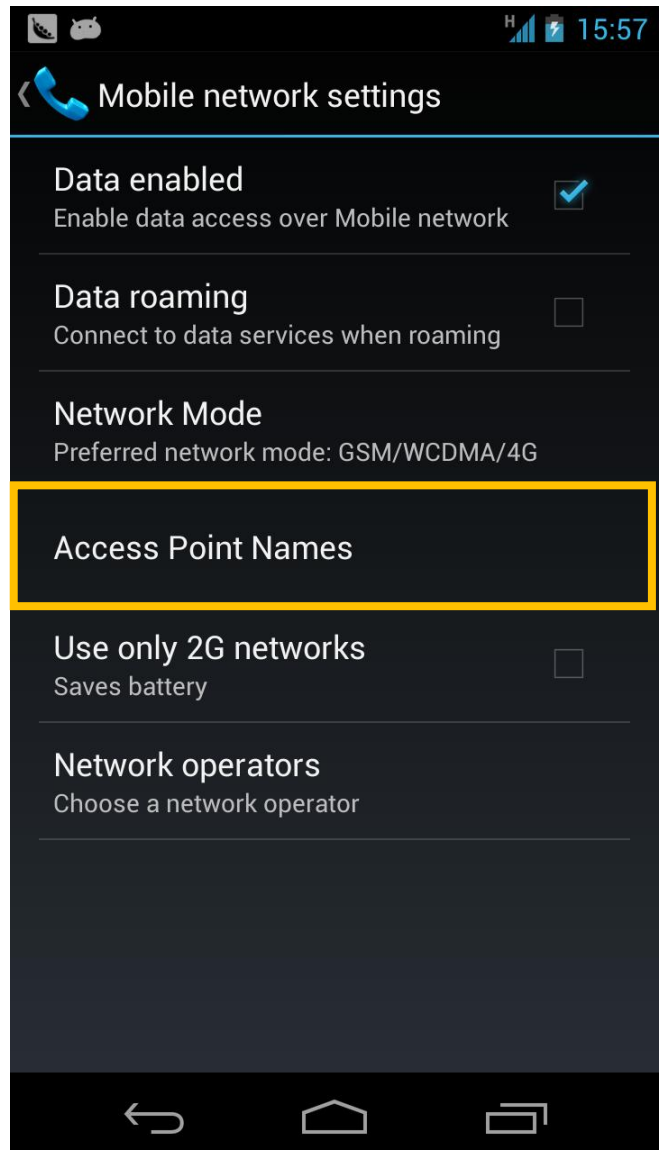 H 15:57
Mobile network settings
Data enabled
Enable data access over Mobile network
Data roaming
Connect to data services when roaming
Network Mode
Preferred network mode: GSM/WCDMA/4G
Access Point Names
Use only 2G networks
Saves battery
Network operators
Choose a network operator